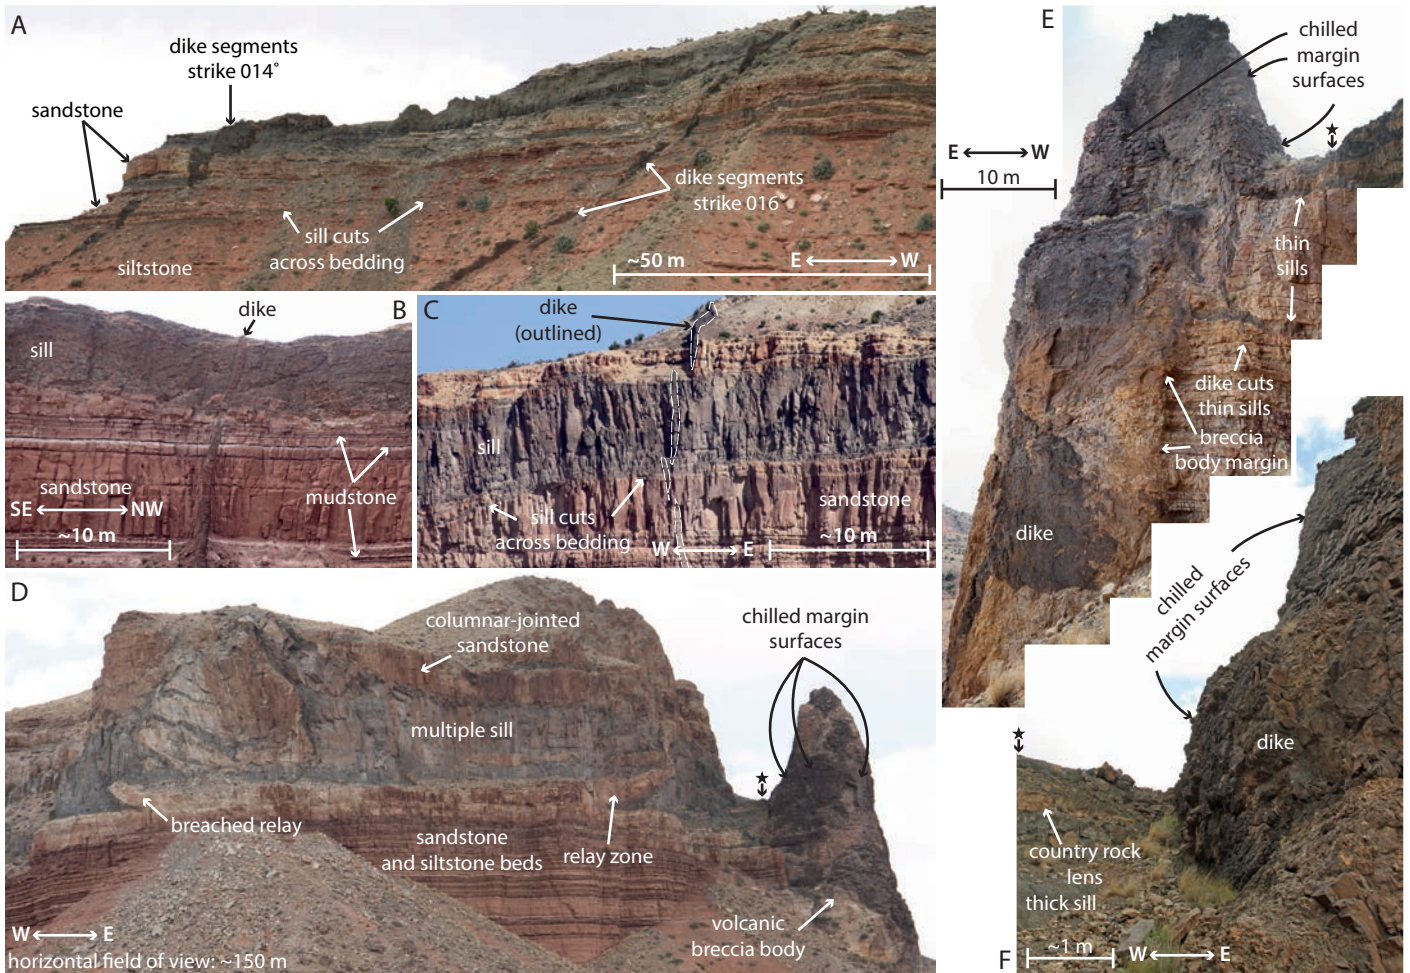 A
dike segments
strike 014°
sandstone
siltstone
sill cuts
across bedding
dike segments
strike 016°
~50 m
E W
B
dike
sill
sandstone
mudstone
SE NW
~10 m
C
dike
(outlined)
sill
sill cuts
across bedding
sandstone
W E
~10 m
D
columnar-jointed
sandstone
multiple sill
chilled margin
surfaces
breached relay
sandstone
and siltstone beds
relay zone
volcanic
breccia body
W E
horizontal field of view: ~150 m
E
chilled
margin
surfaces
E W
10 m
thin
sills
dike cuts
thin sills
breccia
body margin
dike
chilled
margin surfaces
dike
country rock
lens
thick sill
F
~1 m
W E